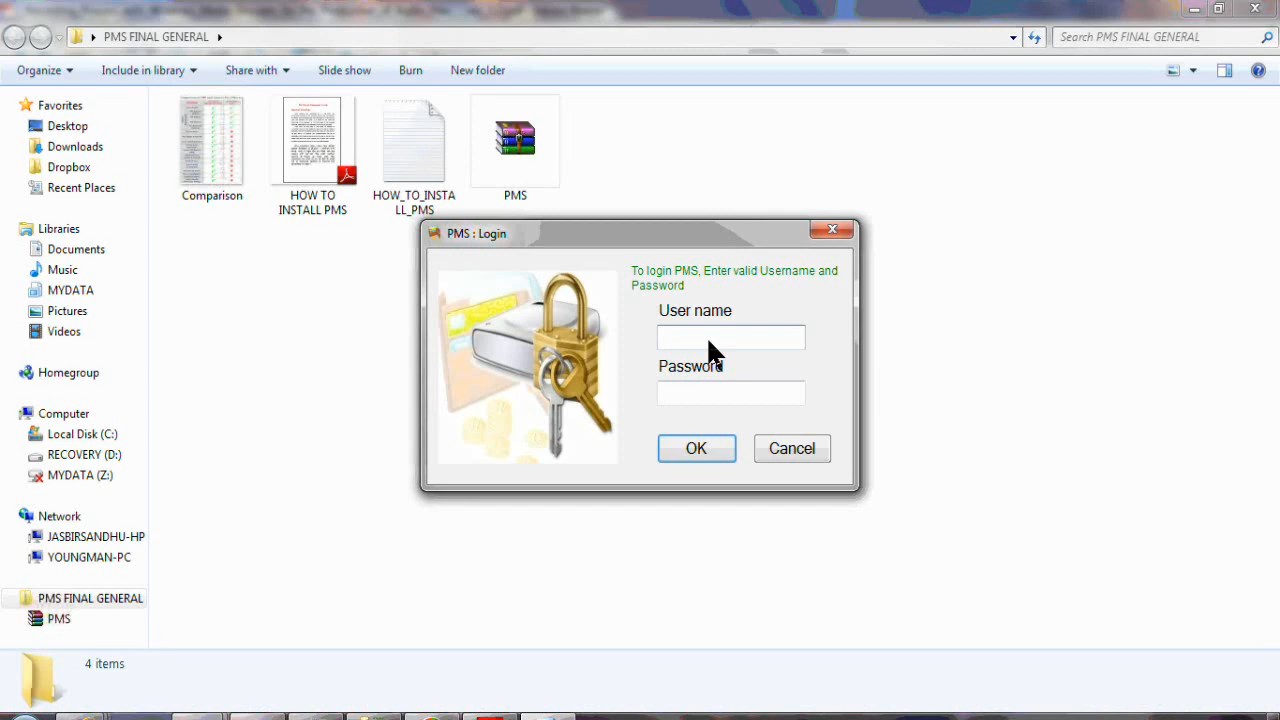 PMS FINAL GENERAL
Search PMS FINAL GENERAL
Organize
Include in library
Share with
Slide show
Burn
New folder
Favorites
Desktop
Downloads
Dropbox
Recent Places
Libraries
Documents
Music
MYDATA
Pictures
Videos
Homegroup
Computer
Local Disk (C:)
RECOVERY (D:)
MYDATA (Z:)
Network
JASBIRSANDHU-HP
YOUNGMAN-PC
PMS FINAL GENERAL
PMS
Comparison
HOW TO
INSTALL PMS
HOW_TO_INSTA
LL_PMS
PMS
PMS : Login
To login PMS, Enter valid Username and
Password
User name
Password
OK
Cancel
4 items